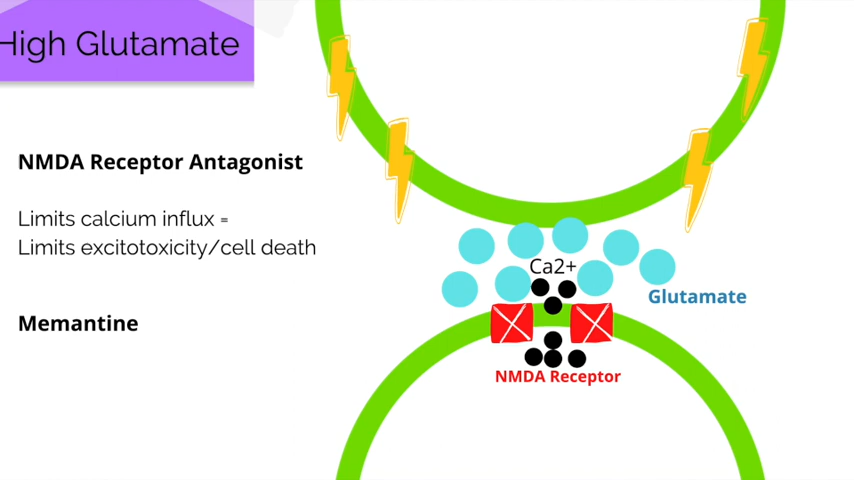 High Glutamate
NMDA Receptor Antagonist
Limits calcium influx =
Limits excitotoxicity/cell death
Memantine
Ca2+
Glutamate
NMDA Receptor